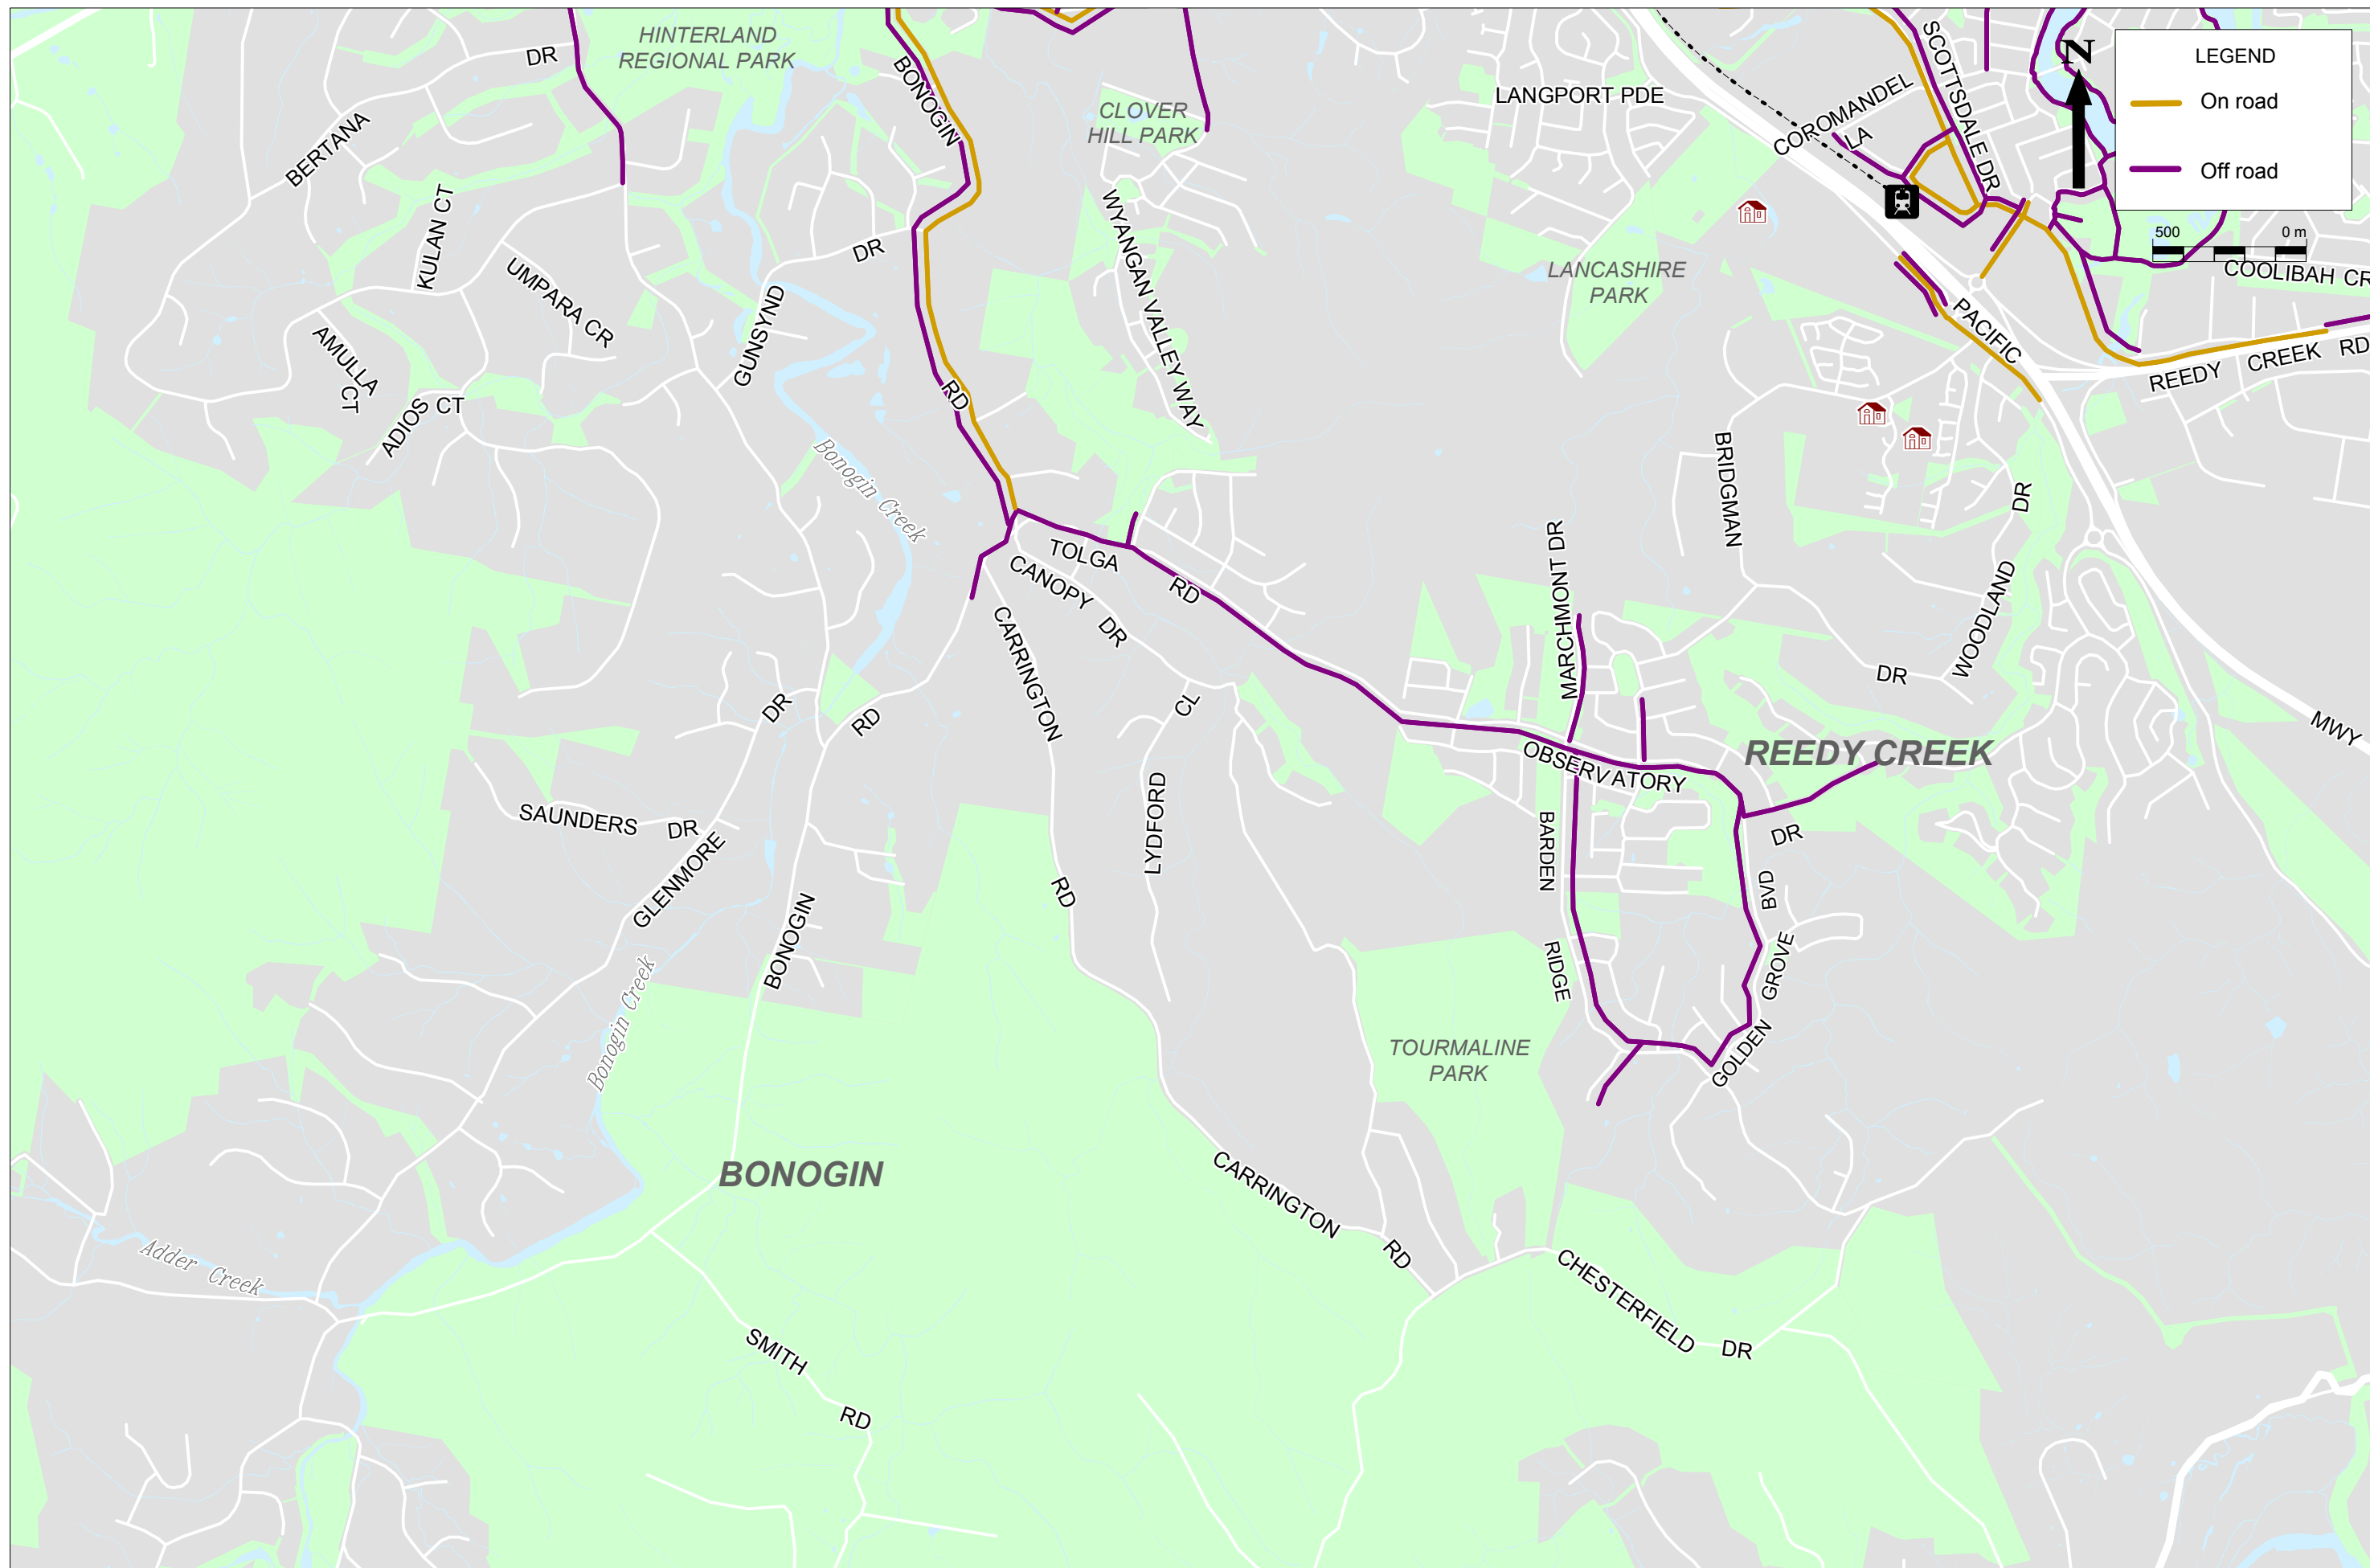 HINTERLAND
REGIONAL PARK
DR
BERTANA
KULAN CT
UMPARA CR
AMULLA
CT
ADIOS CT
BONOGIN
DR
GUNSYND
RD
CLOVER
HILL PARK
WYANGAN VALLEY WAY
LANGPORT PDE
COROMANDEL
LA
SCOTTSDALE DR
N
LEGEND
On road
Off road
500
0 m
COOLIBAH CR
LANCASHIRE
PARK
PACIFIC
REEDY CREEK RD
BRIDGMAN
DR
WOODLAND
DR
MWY
Bonogin Creek
TOLGA
RD
CANOPY
DR
CARRINGTON
CL
LYDFORD
RD
MARCHMONT DR
OBSERVATORY
REEDY CREEK
DR
BARDEN
RIDGE
BVD
GROVE
GOLDEN
DR
RD
SAUNDERS DR
GLENMORE
BONOGIN
Bonogin Creek
TOURMALINE
PARK
BONOGIN
CARRINGTON
RD
Adder Creek
CHESTERFIELD
DR
SMITH
RD